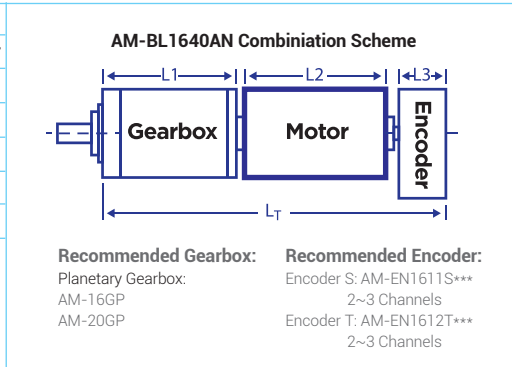 AM-BL1640AN Combiniation Scheme
L1 L2 L3
Gearbox Motor Encoder
LT
Recommended Gearbox: Recommended Encoder:
Planetary Gearbox: Encoder S: AM-EN1611S***
AM-16GP 2~3 Channels
AM-20GP Encoder T: AM-EN1612T***
2~3 Channels